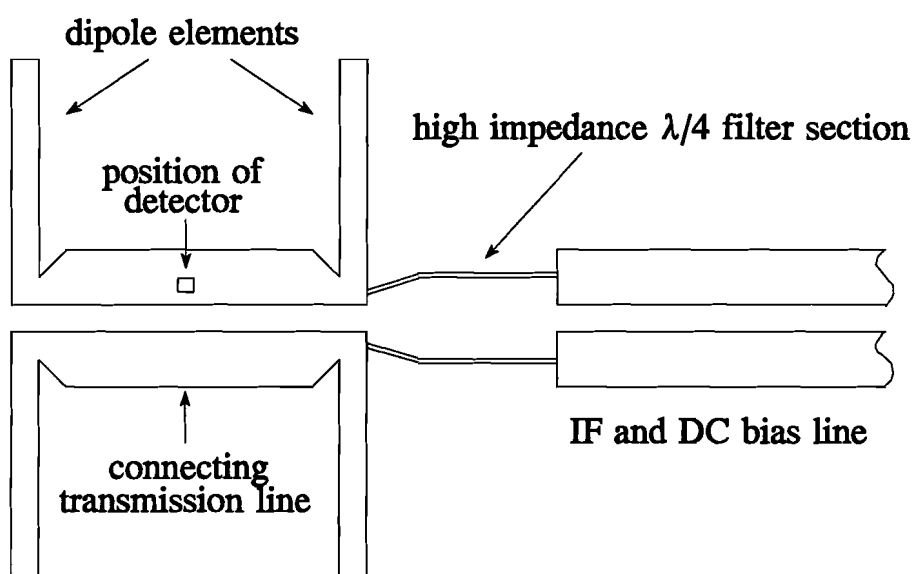 dipole elements
high impedance λ/4 filter section
position of
detector
IF and DC bias line
connecting
transmission line